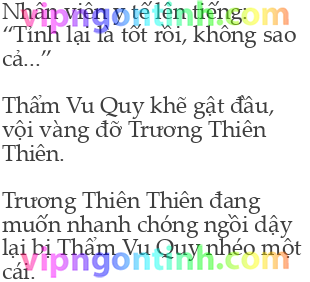 Nhân viên y tế lên tiếng:
“Tỉnh lại là tốt rồi, không sao
cả...”
Thẩm Vu Quy khẽ gật đầu,
vội vàng đỡ Trương Thiên
Thiên.
Trương Thiên Thiên đang
muốn nhanh chóng ngồi dậy
lại bị Thẩm Vu Quy nhéo một
cái.
vipngontinh.com
vipngontinh.com